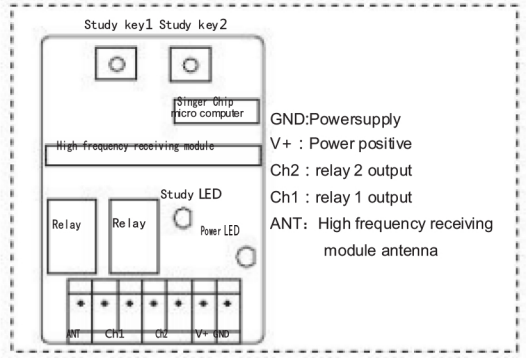 Study key1 Study key2
Singer Chip
micro computer
High frequency receiving module
Study LED
Relay
Relay
Power LED
ANT Ch1 Ch2 V+ GND
GND:Powersupply
V+ : Power positive
Ch2 : relay 2 output
Ch1 : relay 1 output
ANT: High frequency receiving
module antenna